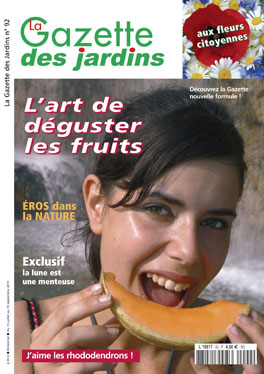 La
Gazette
des jardins
aux fleurs
citoyennes
La Gazette des Jardins n° 92
Découvrez la Gazette
nouvelle formule !
L'art de
déguster
les fruits
ÉROS dans
la NATURE
Exclusif
la lune est
une menteuse
J'aime les rhododendrons !